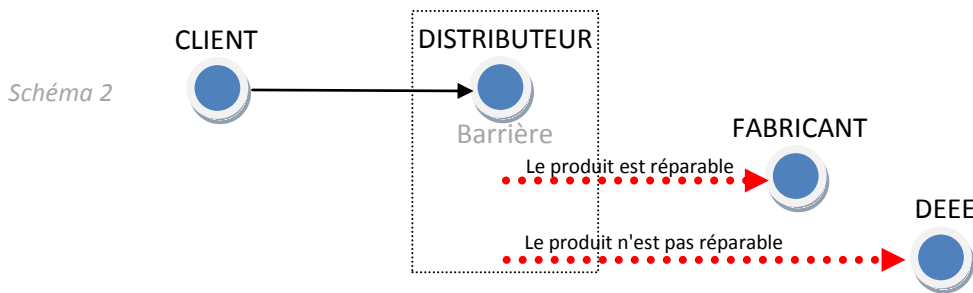 CLIENT
DISTRIBUTEUR
Schéma 2
Barrière
FABRICANT
Le produit est réparable
DEEE
Le produit n'est pas réparable